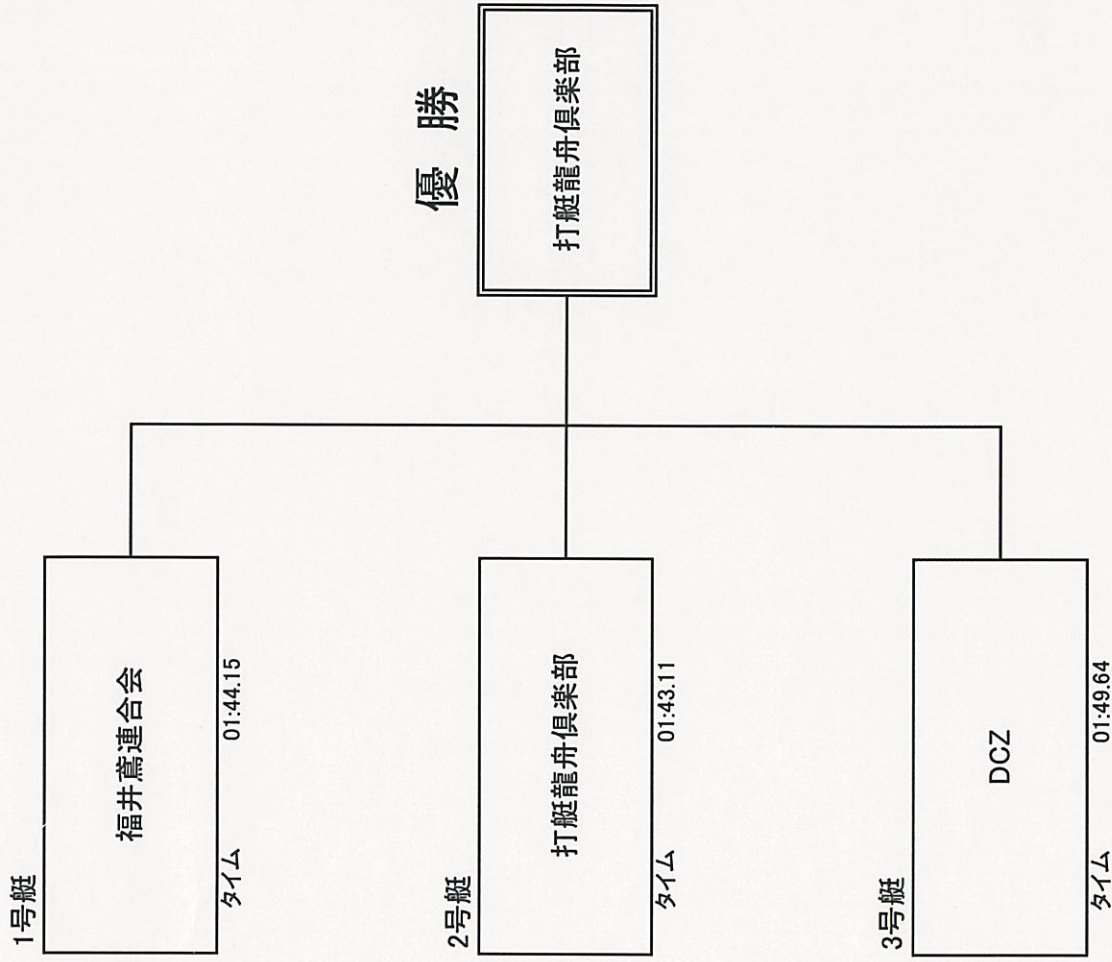 1号艇
福井鳶連合会
タイム 01:44.15
2号艇
打艇龍舟倶楽部
タイム 01:43.11
3号艇
DCZ
タイム 01:49.64
優 勝
打艇龍舟倶楽部